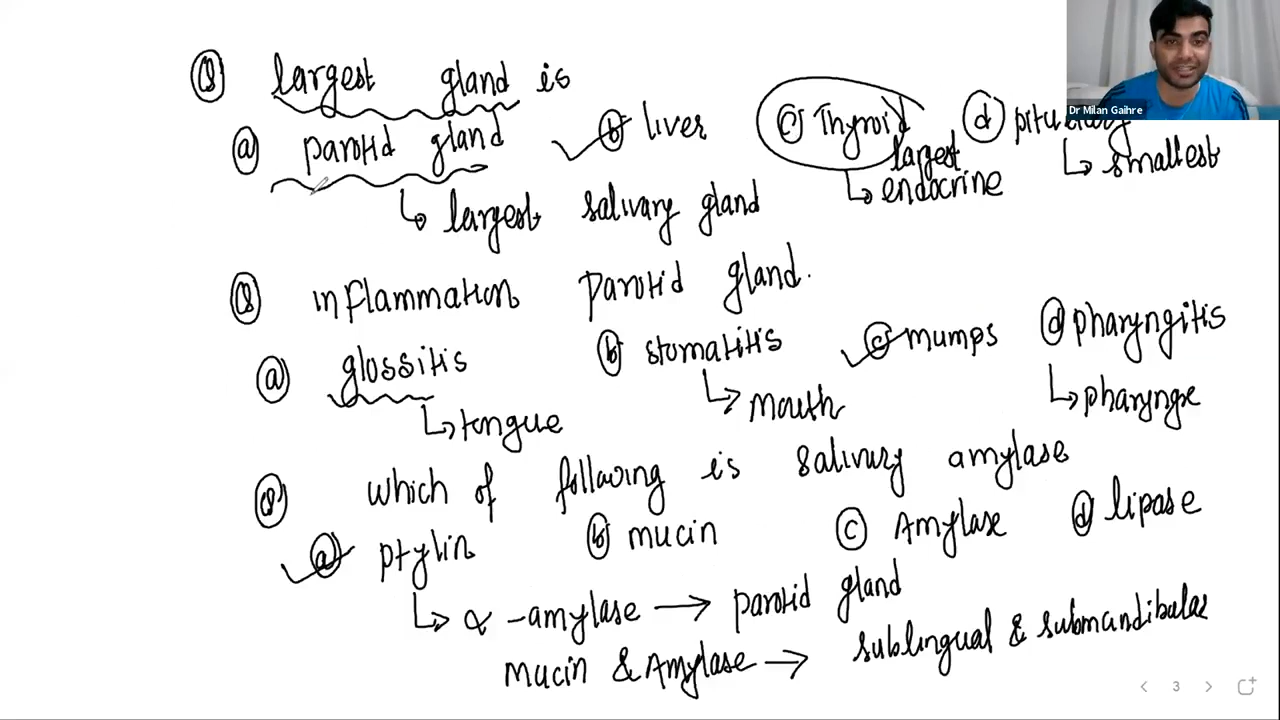 Q largest gland is
a parotid gland b liver c Thyroid d pituitary
largest salivary gland largest endocrine smallest
Q inflammation parotid gland.
a glossitis b stomatitis c mumps d pharyngitis
tongue mouth pharynge
Q which of following is salivury amylase
a ptylin b mucin c Amylase d lipase
α-amylase → parotid gland
mucin & Amylase → sublingual & submandibular
Dr Milan Gaihre
3